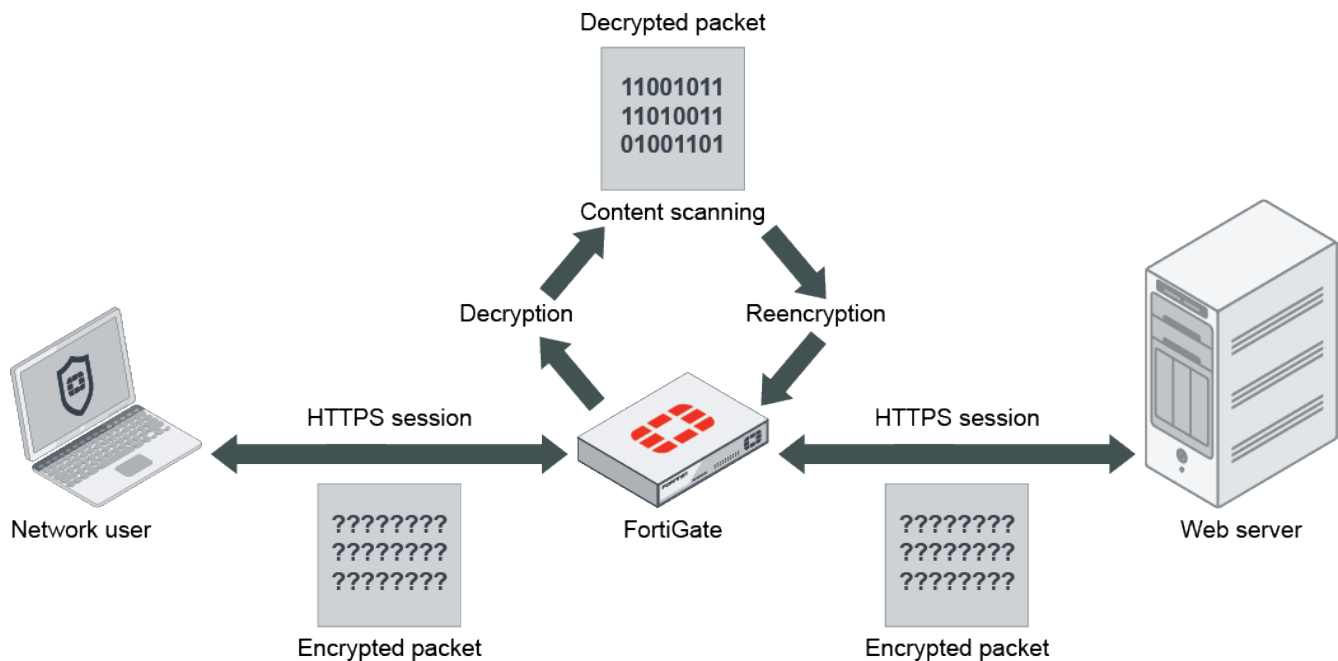 Decrypted packet
11001011
11010011
01001101
Content scanning
Decryption
Reencryption
HTTPS session
HTTPS session
Network user
????????
????????
????????
Encrypted packet
FortiGate
????????
????????
????????
Encrypted packet
Web server